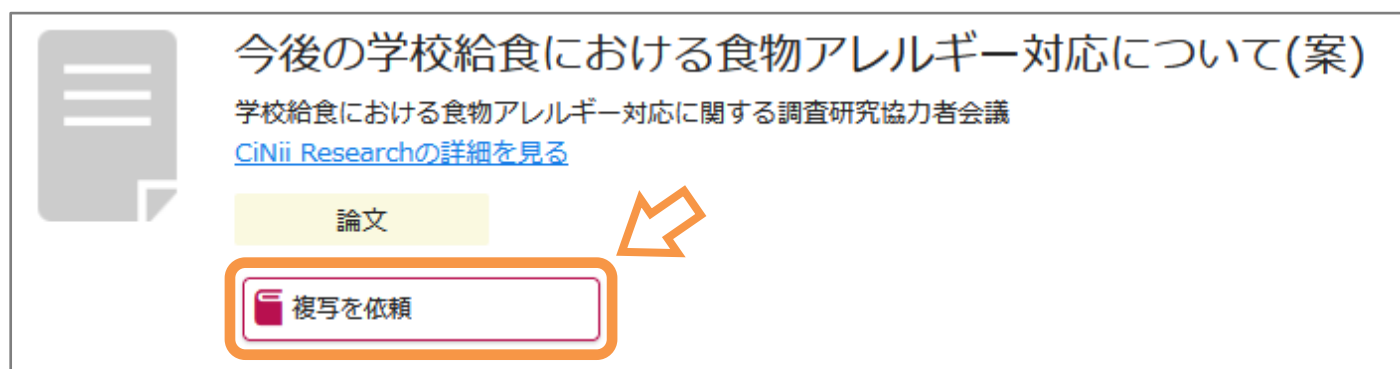 今後の学校給食における食物アレルギー対応について(案)
学校給食における食物アレルギー対応に関する調査研究協力者会議
CiNii Researchの詳細を見る
論文
複写を依頼